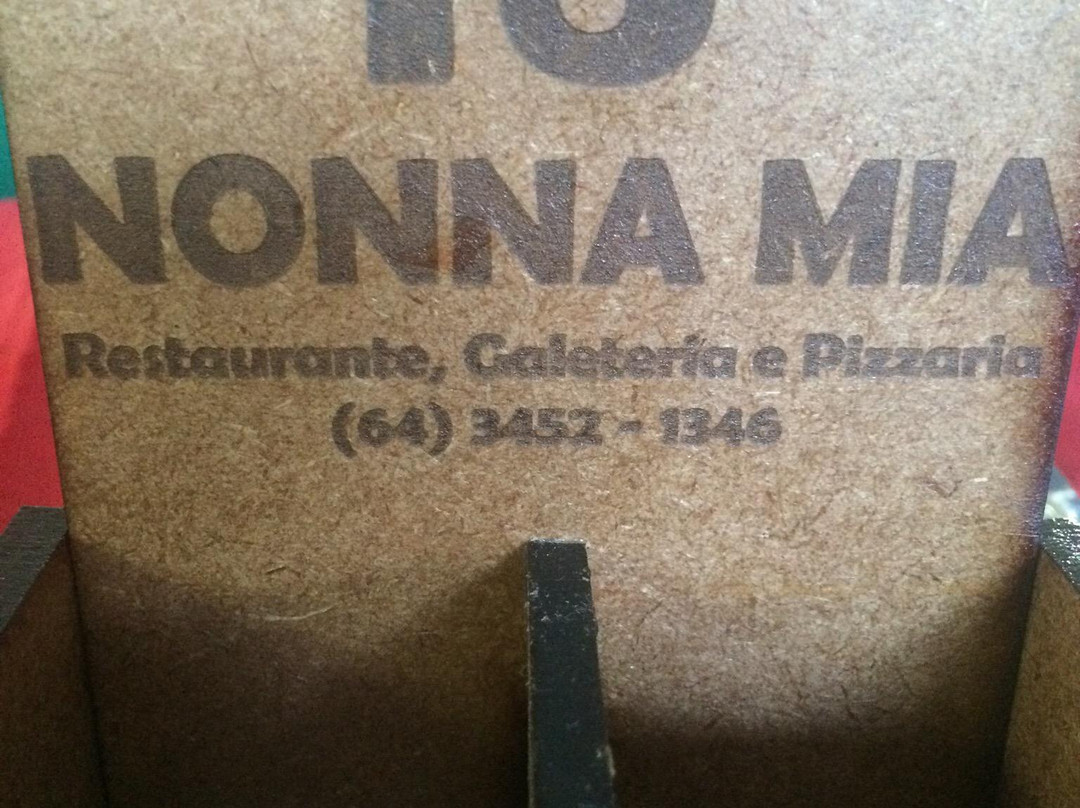 NONNA MIA
Restaurante, Galeteria e Pizzaria
(64) 3452 - 1346